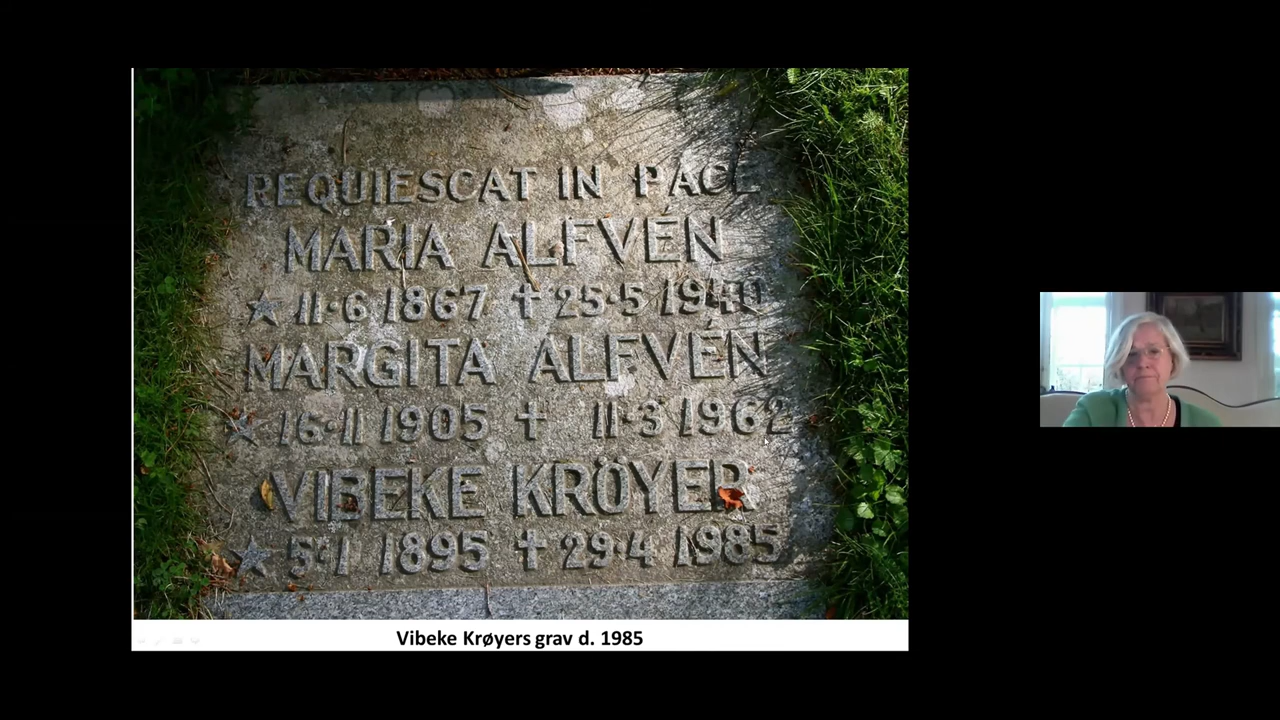 REQUIESCAT IN PACE
MARIA ALFVÉN
★ 11·6 1867 ✝ 25·5 1940
MARGITA ALFVÉN
★ 16·11 1905 ✝ 11·3 1962
VIBEKE KRÖYER
★ 5·1 1895 ✝ 29·4 1985
Vibeke Krøyers grav d. 1985